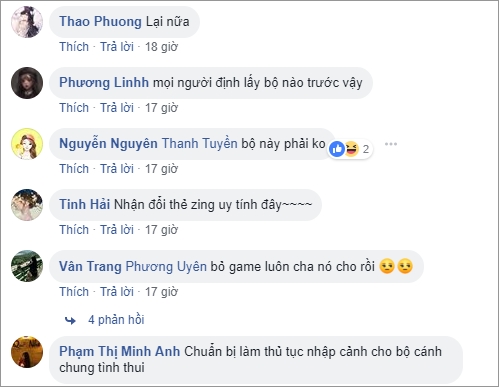 Thao Phuong Lại nữa
Thích · Trả lời · 18 giờ
Phương Linhh mọi người định lấy bộ nào trước vậy
Thích · Trả lời · 17 giờ
Nguyễn Nguyên Thanh Tuyền bộ này phải ko
2
Thích · Trả lời · 17 giờ
Tinh Hải Nhận đổi thẻ zing uy tính đây~~~~
Thích · Trả lời · 17 giờ
Vân Trang Phương Uyên bỏ game luôn cha nó cho rồi 😒😒
Thích · Trả lời · 17 giờ
4 phản hồi
Phạm Thị Minh Anh Chuẩn bị làm thủ tục nhập cảnh cho bộ cánh
chung tình thui